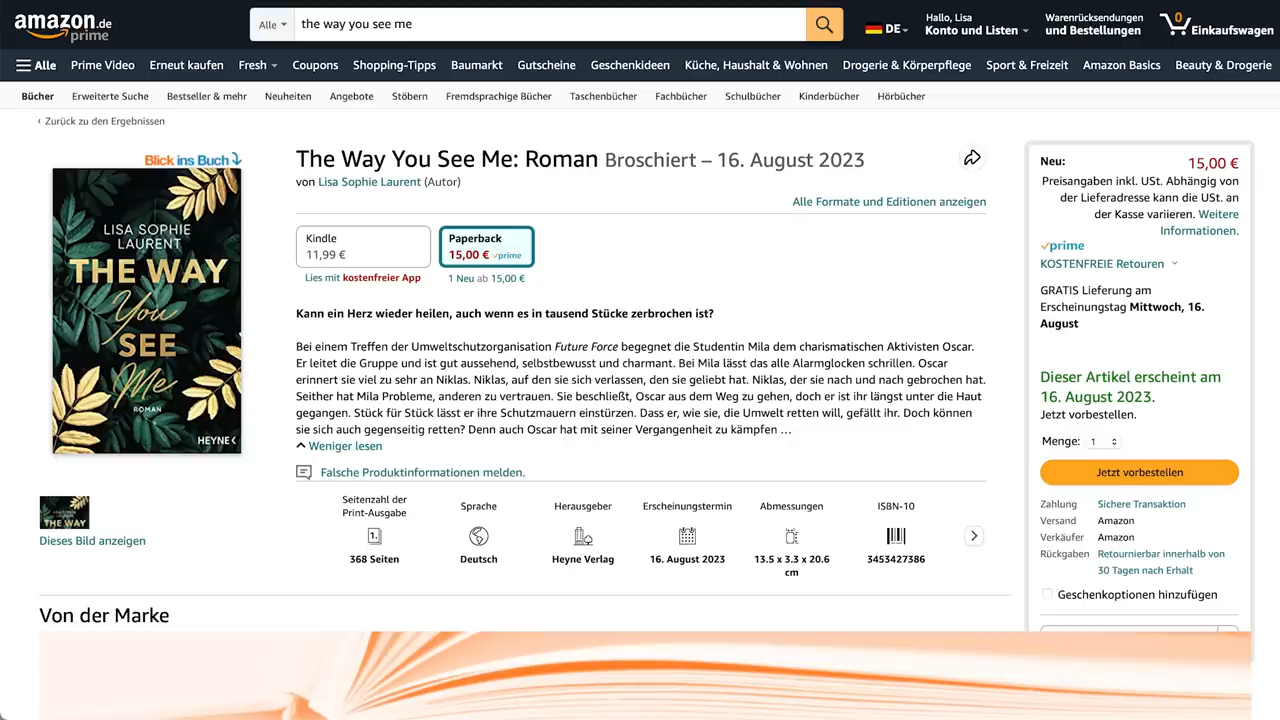 amazon.de
prime
Alle
the way you see me
DE
Hallo, Lisa
Konto und Listen
Warenrücksendungen
und Bestellungen
0
Einkaufswagen
Alle
Prime Video
Erneut kaufen
Fresh
Coupons
Shopping-Tipps
Baumarkt
Gutscheine
Geschenkideen
Küche, Haushalt & Wohnen
Drogerie & Körperpflege
Sport & Freizeit
Amazon Basics
Beauty & Drogerie
Bücher
Erweiterte Suche
Bestseller & mehr
Neuheiten
Angebote
Stöbern
Fremdsprachige Bücher
Taschenbücher
Fachbücher
Schulbücher
Kinderbücher
Hörbücher
‹ Zurück zu den Ergebnissen
Blick ins Buch
LISA SOPHIE
LAURENT
THE WAY
You
SEE
Me
ROMAN
HEYNE<
THE WAY
Dieses Bild anzeigen
The Way You See Me: Roman Broschiert – 16. August 2023
von Lisa Sophie Laurent (Autor)
Alle Formate und Editionen anzeigen
Kindle
11,99 €
Lies mit kostenfreier App
Paperback
15,00 € prime
1 Neu ab 15,00 €
Kann ein Herz wieder heilen, auch wenn es in tausend Stücke zerbrochen ist?
Bei einem Treffen der Umweltschutzorganisation Future Force begegnet die Studentin Mila dem charismatischen Aktivisten Oscar.
Er leitet die Gruppe und ist gut aussehend, selbstbewusst und charmant. Bei Mila lässt das alle Alarmglocken schrillen. Oscar
erinnert sie viel zu sehr an Niklas. Niklas, auf den sie sich verlassen, den sie geliebt hat. Niklas, der sie nach und nach gebrochen hat.
Seither hat Mila Probleme, anderen zu vertrauen. Sie beschließt, Oscar aus dem Weg zu gehen, doch er ist ihr längst unter die Haut
gegangen. Stück für Stück lässt er ihre Schutzmauern einstürzen. Dass er, wie sie, die Umwelt retten will, gefällt ihr. Doch können
sie sich auch gegenseitig retten? Denn auch Oscar hat mit seiner Vergangenheit zu kämpfen …
Weniger lesen
Falsche Produktinformationen melden.
Seitenzahl der
Print-Ausgabe
1.
368 Seiten
Sprache
Deutsch
Herausgeber
Heyne Verlag
Erscheinungstermin
16. August 2023
Abmessungen
13.5 x 3.3 x 20.6
cm
ISBN-10
3453427386
Von der Marke
Neu:
15,00 €
Preisangaben inkl. USt. Abhängig von
der Lieferadresse kann die USt. an
der Kasse variieren. Weitere
Informationen.
prime
KOSTENFREIE Retouren
GRATIS Lieferung am
Erscheinungstag Mittwoch, 16.
August
Dieser Artikel erscheint am
16. August 2023.
Jetzt vorbestellen.
Menge: 1
Jetzt vorbestellen
Zahlung Sichere Transaktion
Versand Amazon
Verkäufer Amazon
Rückgaben Retournierbar innerhalb von
30 Tagen nach Erhalt
Geschenkoptionen hinzufügen